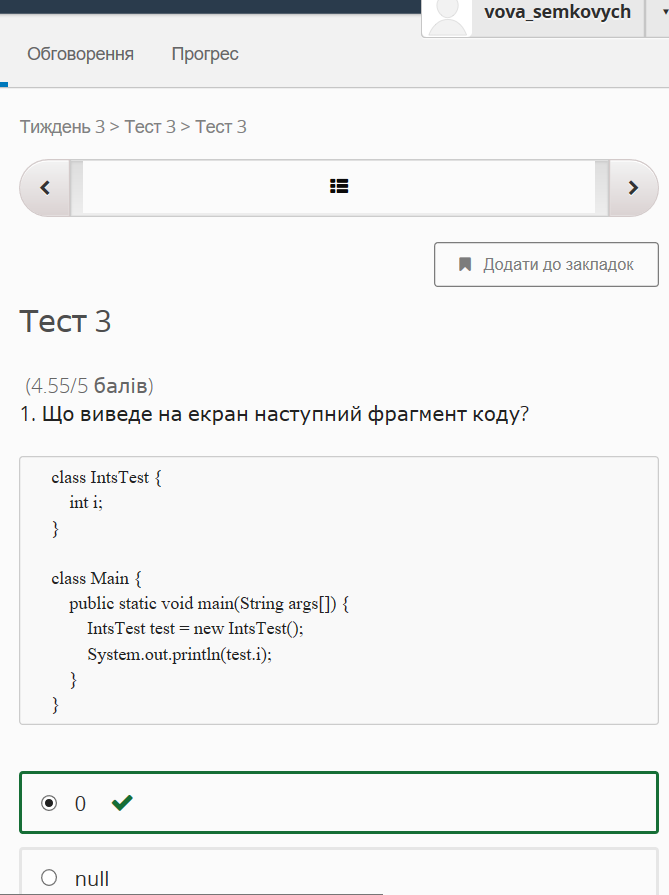 vova_semkovych
Обговорення Прогрес
Тиждень 3 > Тест 3 > Тест 3
Додати до закладок
Тест 3
(4.55/5 балів)
1. Що виведе на екран наступний фрагмент коду?
class IntsTest {
int i;
}
class Main {
public static void main(String args[]) {
IntsTest test = new IntsTest();
System.out.println(test.i);
}
}
0
null